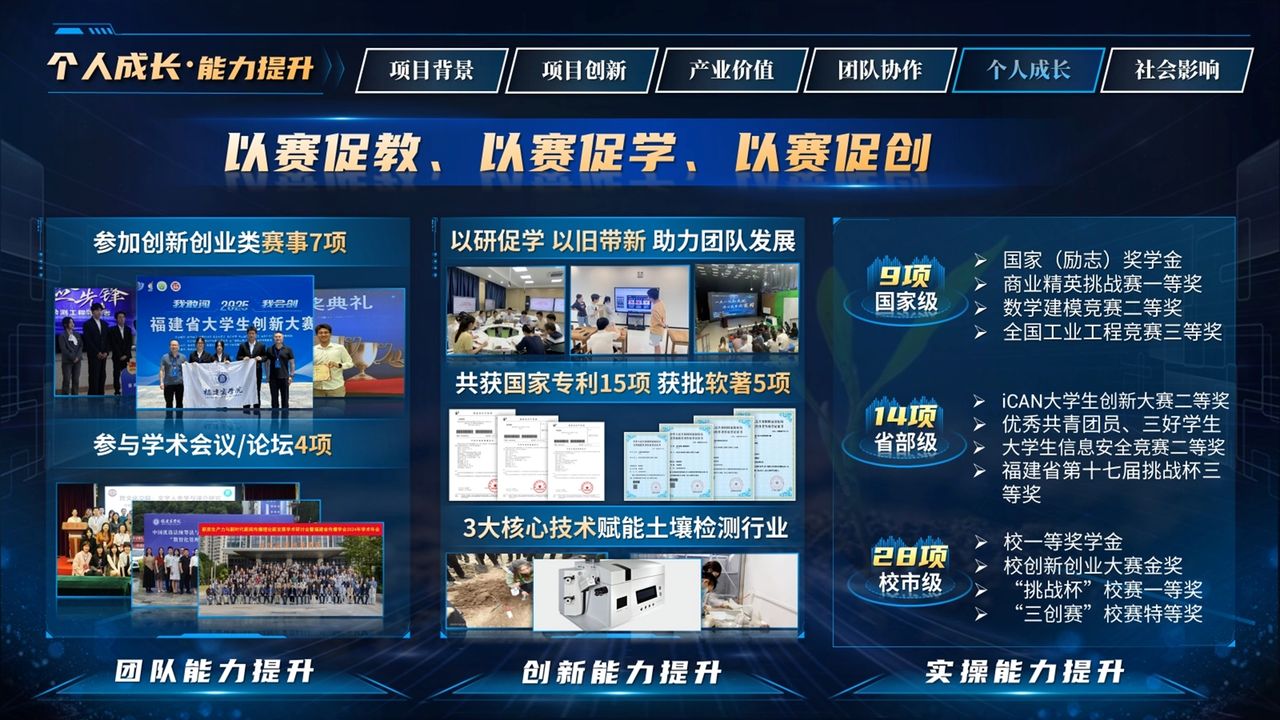 个人成长·能力提升
项目背景
项目创新
产业价值
团队协作
个人成长
社会影响
以赛促教、以赛促学、以赛促创
参加创新创业类赛事7项
我敢闯 2025 我会创
福建省大学生创新大赛
奖典礼
福建农学院
参与学术会议/论坛4项
团队能力提升
以研促学 以旧带新 助力团队发展
共获国家专利15项 获批软著5项
3大核心技术赋能土壤检测行业
创新能力提升
9项
国家级
国家（励志）奖学金
商业精英挑战赛一等奖
数学建模竞赛二等奖
全国工业工程竞赛三等奖
14项
省部级
iCAN大学生创新大赛二等奖
优秀共青团员、三好学生
大学生信息安全竞赛二等奖
福建省第十七届挑战杯三
等奖
28项
校市级
校一等奖学金
校创新创业大赛金奖
“挑战杯”校赛一等奖
“三创赛”校赛特等奖
实操能力提升